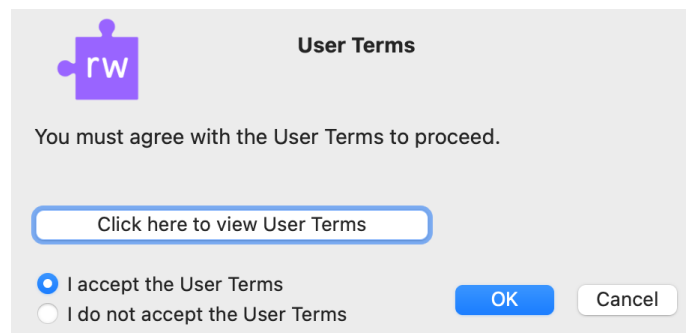 rw
User Terms
You must agree with the User Terms to proceed.
Click here to view User Terms
I accept the User Terms
I do not accept the User Terms
OK
Cancel